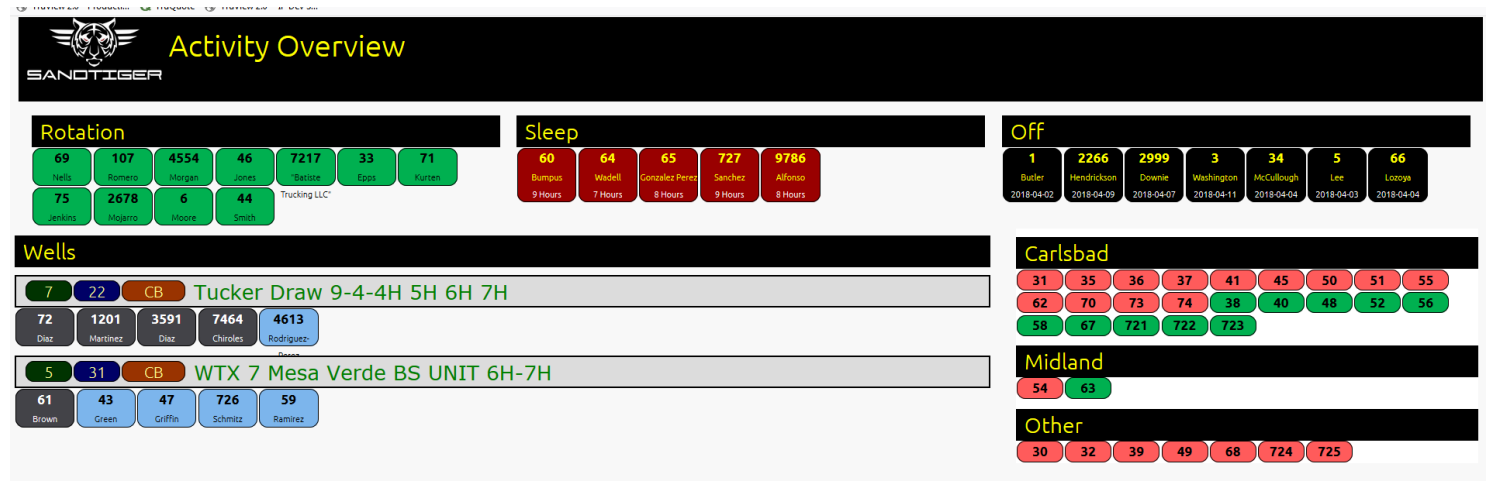 SANDTIGER
Activity Overview
Rotation
69 107 4554 46 7217 33 71
Nells Romero Morgan Jones "Batiste Epps Kurten
Trucking LLC"
75 2678 6 44
Jenkins Mojarro Moore Smith
Sleep
60 64 65 727 9786
Bumpus Wadell Gonzalez Perez Sanchez Alfonso
9 Hours 7 Hours 8 Hours 9 Hours 8 Hours
Off
1 2266 2999 3 34 5 66
Butler Hendrickson Downie Washington McCullough Lee Lozoya
2018-04-02 2018-04-09 2018-04-07 2018-04-11 2018-04-04 2018-04-03 2018-04-04
Wells
7 22 CB Tucker Draw 9-4-4H 5H 6H 7H
72 1201 3591 7464 4613
Diaz Martinez Diaz Chiroles Rodriguez-
5 31 CB WTX 7 Mesa Verde BS UNIT 6H-7H
61 43 47 726 59
Brown Green Griffin Schmitz Ramirez
Carlsbad
31 35 36 37 41 45 50 51 55
62 70 73 74 38 40 48 52 56
58 67 721 722 723
Midland
54 63
Other
30 32 39 49 68 724 725